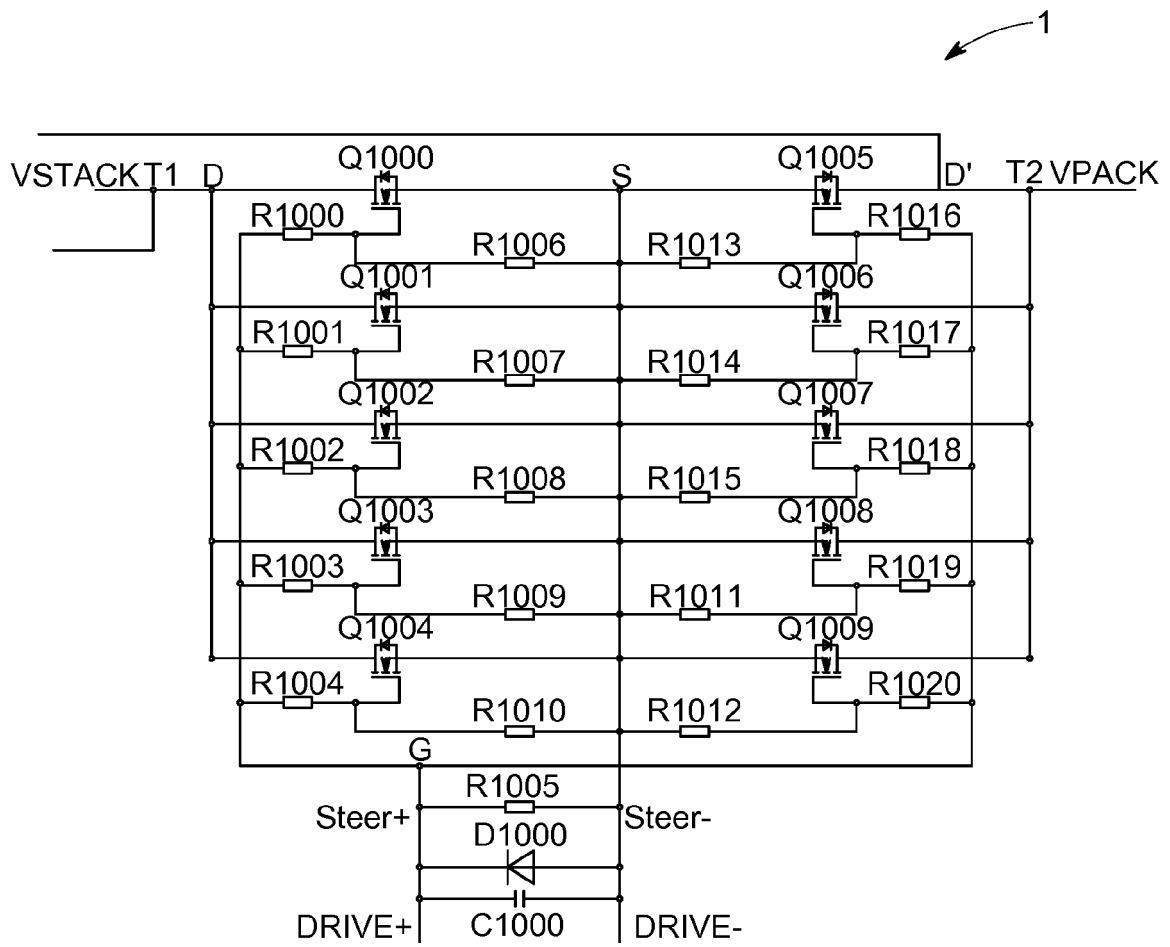 1
Q1000 Q1005
VSTACK T1 D S D' T2 VPACK
R1000 R1016
R1006 R1013
Q1001 Q1006
R1001 R1017
R1007 R1014
Q1002 Q1007
R1002 R1018
R1008 R1015
Q1003 Q1008
R1003 R1019
R1009 R1011
Q1004 Q1009
R1004 R1020
R1010 R1012
G
R1005
Steer+ Steer-
D1000
DRIVE+ C1000 DRIVE-